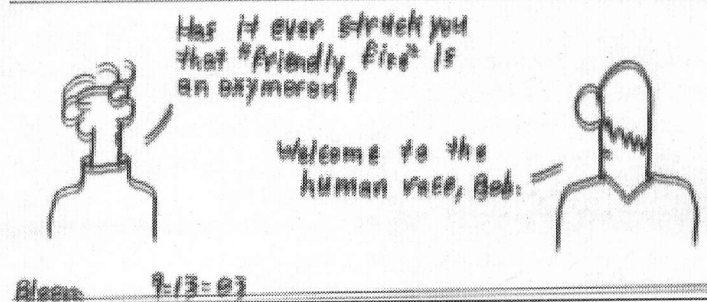 Has it ever struck you
that "friendly fire" is
an oxymoron?
Welcome to the
human race, Bob.
9-13-03